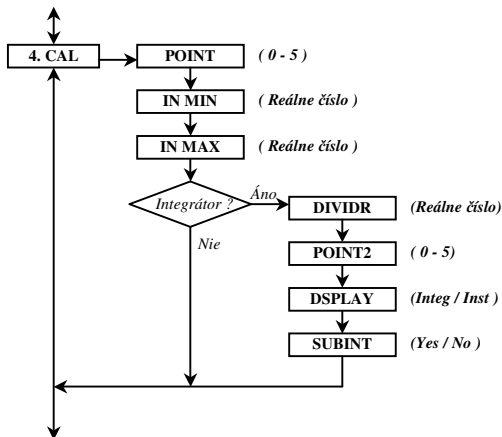 4. CAL POINT ( 0 - 5 )
IN MIN ( Reálne číslo )
IN MAX ( Reálne číslo )
Integrátor ? Áno
DIVIDR (Reálne číslo)
Nie
POINT2 ( 0 - 5)
DSPLAY (Integ / Inst )
SUBINT (Yes / No )